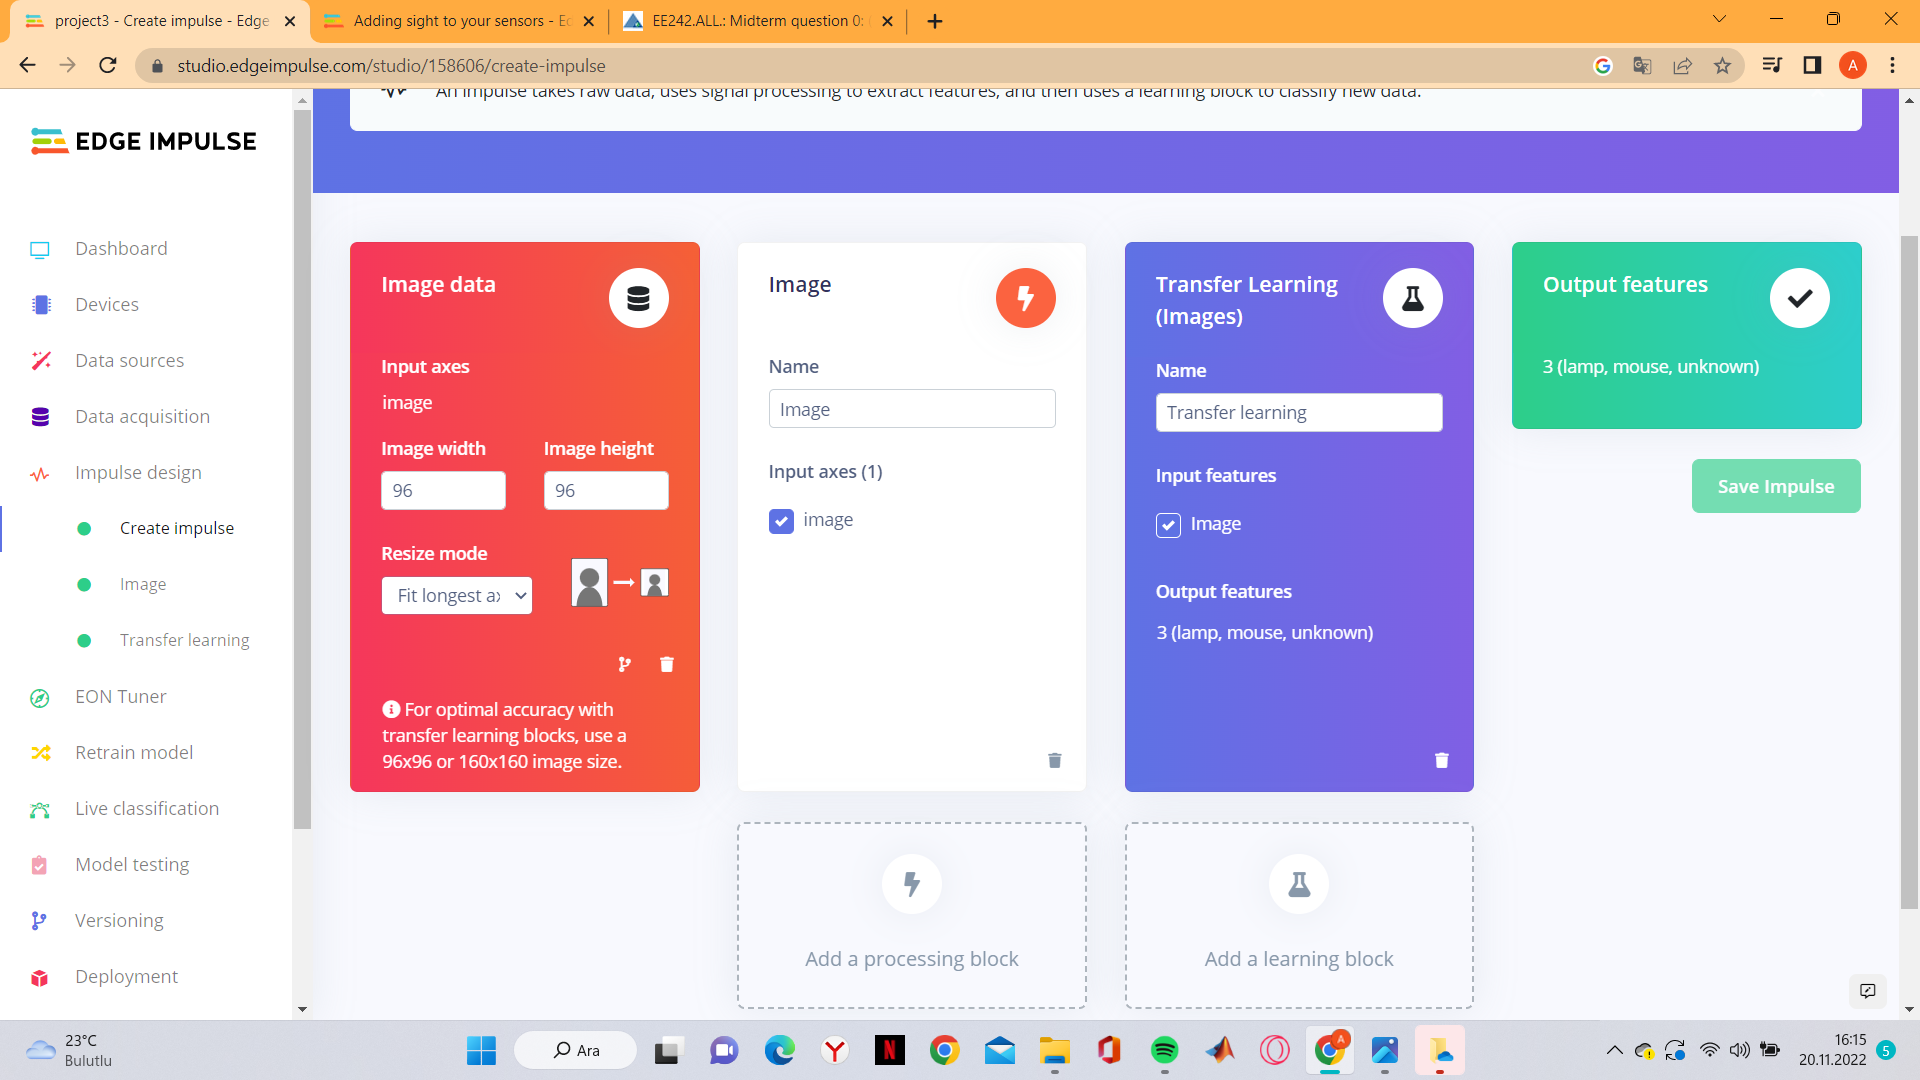 project3 - Create impulse - Edge
Adding sight to your sensors - Ec
EE242.ALL.: Midterm question 0:
studio.edgeimpulse.com/studio/158606/create-impulse
A
An impulse takes raw data, uses signal processing to extract features, and then uses a learning block to classify new data.
EDGE IMPULSE
Dashboard
Devices
Data sources
Data acquisition
Impulse design
Create impulse
Image
Transfer learning
EON Tuner
Retrain model
Live classification
Model testing
Versioning
Deployment
Image data
Input axes
image
Image width
Image height
96
96
Resize mode
Fit longest ax
For optimal accuracy with
transfer learning blocks, use a
96x96 or 160x160 image size.
Image
Name
Image
Input axes (1)
image
Add a processing block
Transfer Learning
(Images)
Name
Transfer learning
Input features
Image
Output features
3 (lamp, mouse, unknown)
Add a learning block
Output features
3 (lamp, mouse, unknown)
Save Impulse
23°C
Bulutlu
Ara
N
A
16:15
20.11.2022
5